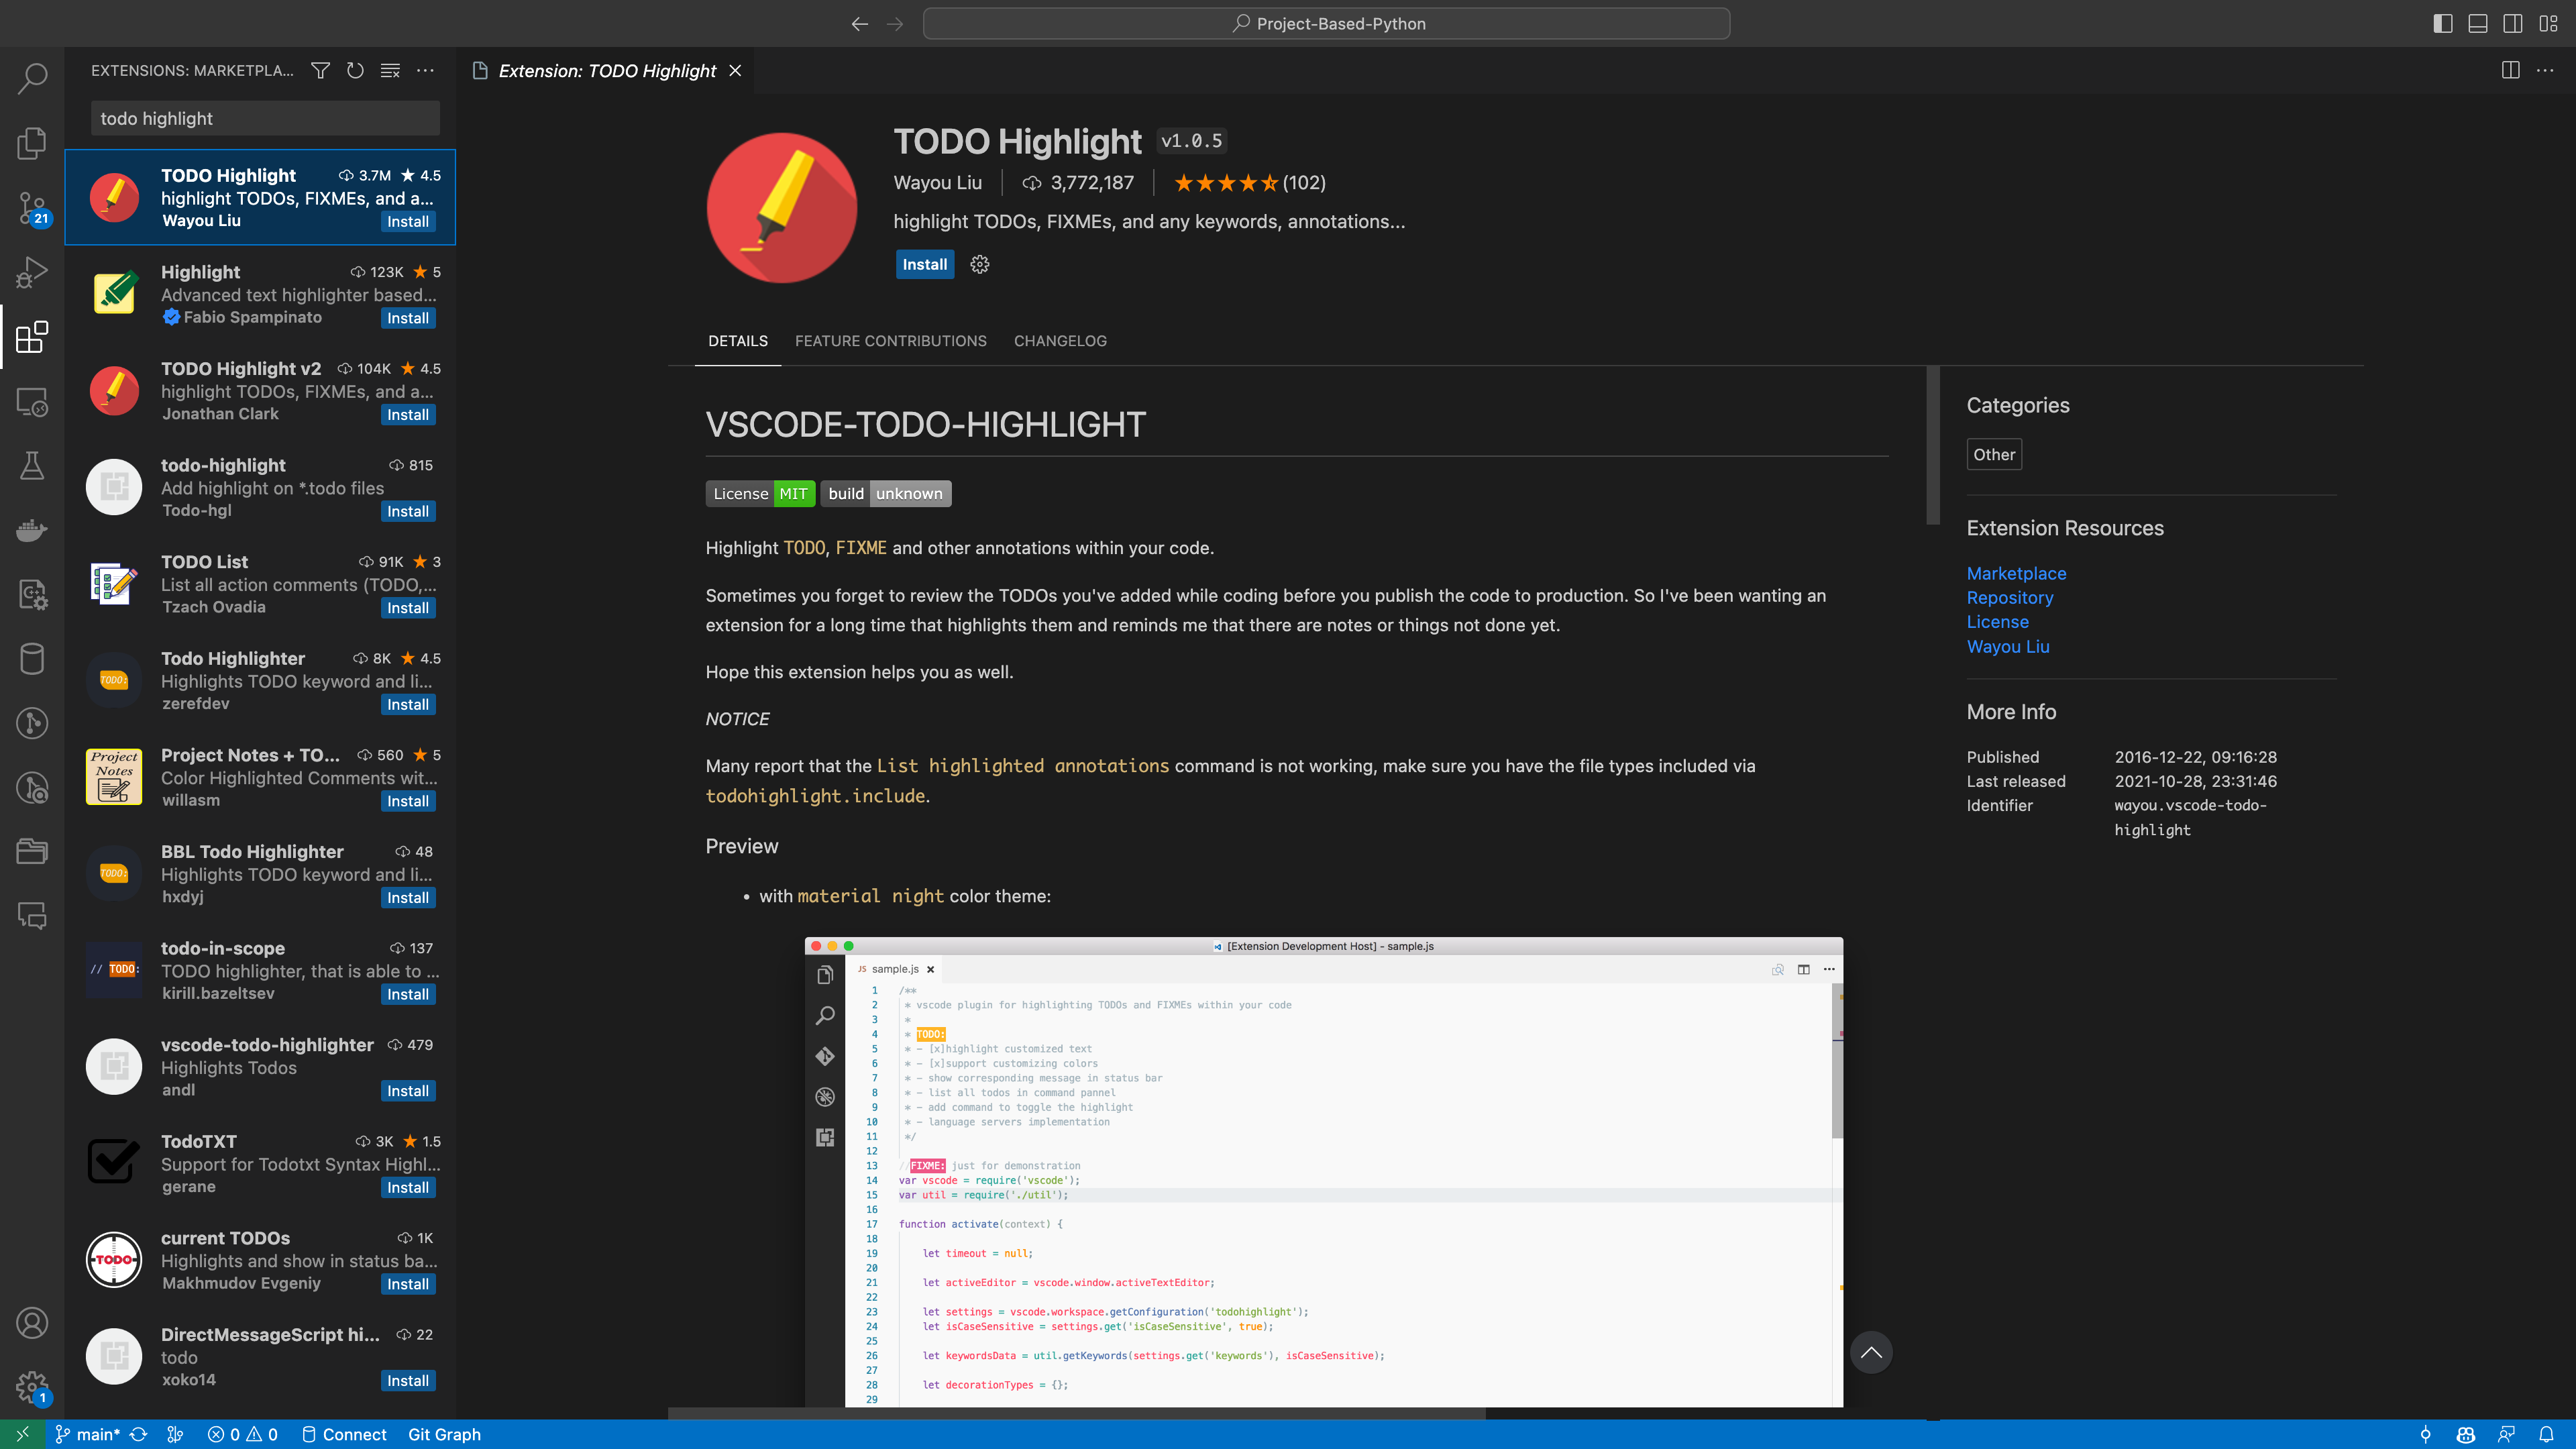 Project-Based-Python
EXTENSIONS: MARKETPLA...
todo highlight
TODO Highlight 3.7M 4.5
highlight TODOs, FIXMEs, and a...
Wayou Liu Install
Highlight 123K 5
Advanced text highlighter based...
Fabio Spampinato Install
TODO Highlight v2 104K 4.5
highlight TODOs, FIXMEs, and a...
Jonathan Clark Install
todo-highlight 815
Add highlight on *.todo files
Todo-hgl Install
TODO List 91K 3
List all action comments (TODO,...
Tzach Ovadia Install
TODO:
Todo Highlighter 8K 4.5
Highlights TODO keyword and li...
zerefdev Install
Project Notes
Project Notes + TO... 560 5
Color Highlighted Comments wit...
willasm Install
TODO:
BBL Todo Highlighter 48
Highlights TODO keyword and li...
hxdyj Install
// TODO:
todo-in-scope 137
TODO highlighter, that is able to ...
kirill.bazeltsev Install
vscode-todo-highlighter 479
Highlights Todos
andl Install
TodoTXT 3K 1.5
Support for Todotxt Syntax Highl...
gerane Install
TODO
current TODOs 1K
Highlights and show in status ba...
Makhmudov Evgeniy Install
DirectMessageScript hi... 22
todo
xoko14 Install
21
1
Extension: TODO Highlight
TODO Highlight v1.0.5
Wayou Liu 3,772,187 (102)
highlight TODOs, FIXMEs, and any keywords, annotations...
Install
DETAILS FEATURE CONTRIBUTIONS CHANGELOG
VSCODE-TODO-HIGHLIGHT
License MIT build unknown
Highlight TODO, FIXME and other annotations within your code.
Sometimes you forget to review the TODOs you've added while coding before you publish the code to production. So I've been wanting an
extension for a long time that highlights them and reminds me that there are notes or things not done yet.
Hope this extension helps you as well.
NOTICE
Many report that the List highlighted annotations command is not working, make sure you have the file types included via
todohighlight.include.
Preview
• with material night color theme:
[Extension Development Host] - sample.js
JS sample.js
1 /**
2 * vscode plugin for highlighting TODOs and FIXMEs within your code
3 *
4 * TODO:
5 * - [x]highlight customized text
6 * - [x]support customizing colors
7 * - show corresponding message in status bar
8 * - list all todos in command pannel
9 * - add command to toggle the highlight
10 * - language servers implementation
11 */
12
13 //FIXME: just for demonstration
14 var vscode = require('vscode');
15 var util = require('./util');
16
17 function activate(context) {
18
19 let timeout = null;
20
21 let activeEditor = vscode.window.activeTextEditor;
22
23 let settings = vscode.workspace.getConfiguration('todohighlight');
24 let isCaseSensitive = settings.get('isCaseSensitive', true);
25
26 let keywordsData = util.getKeywords(settings.get('keywords'), isCaseSensitive);
27
28 let decorationTypes = {};
29
Categories
Other
Extension Resources
Marketplace
Repository
License
Wayou Liu
More Info
Published 2016-12-22, 09:16:28
Last released 2021-10-28, 23:31:46
Identifier wayou.vscode-todo-
highlight
main* 0 0 Connect Git Graph